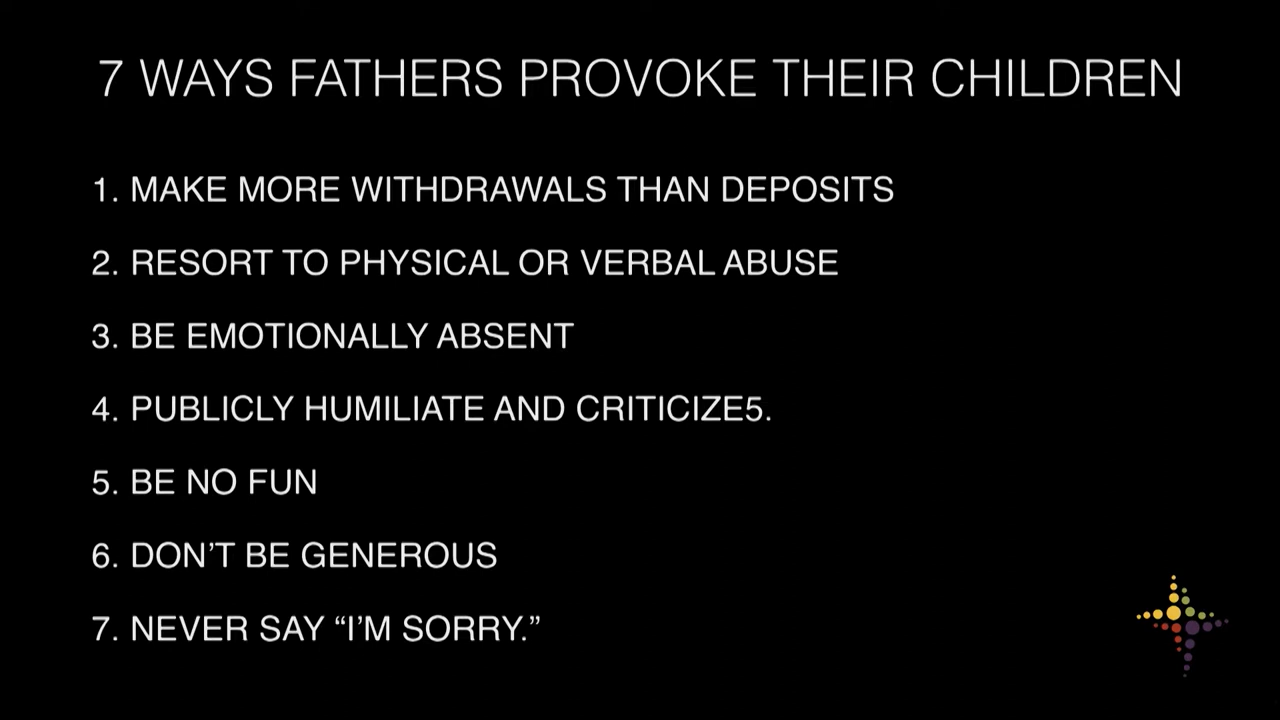 7 WAYS FATHERS PROVOKE THEIR CHILDREN
1. MAKE MORE WITHDRAWALS THAN DEPOSITS
2. RESORT TO PHYSICAL OR VERBAL ABUSE
3. BE EMOTIONALLY ABSENT
4. PUBLICLY HUMILIATE AND CRITICIZE5.
5. BE NO FUN
6. DON’T BE GENEROUS
7. NEVER SAY “I’M SORRY.”